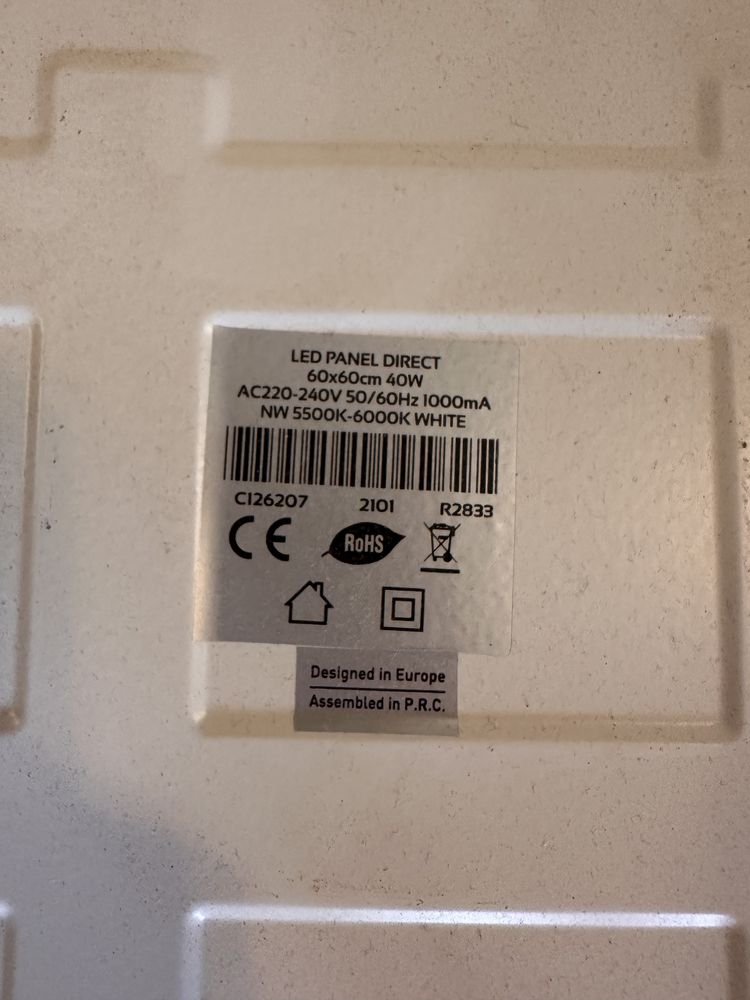 LED PANEL DIRECT
60x60cm 40W
AC220-240V 50/60Hz 1000mA
NW 5500K-6000K WHITE
CI26207 2101 R2833
CE RoHS
Designed in Europe
Assembled in P.R.C.